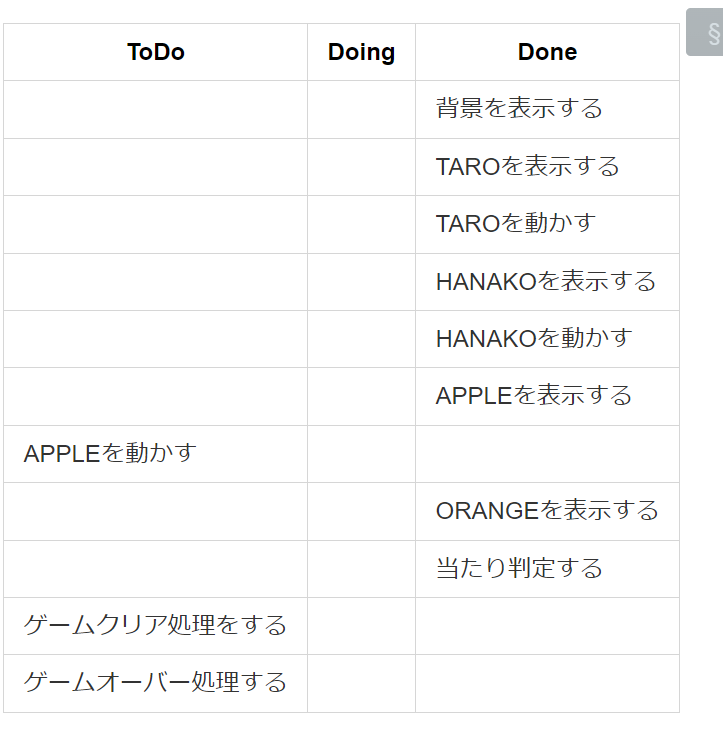 §
ToDo Doing Done
背景を表示する
TAROを表示する
TAROを動かす
HANAKOを表示する
HANAKOを動かす
APPLEを表示する
APPLEを動かす
ORANGEを表示する
当たり判定する
ゲームクリア処理をする
ゲームオーバー処理する